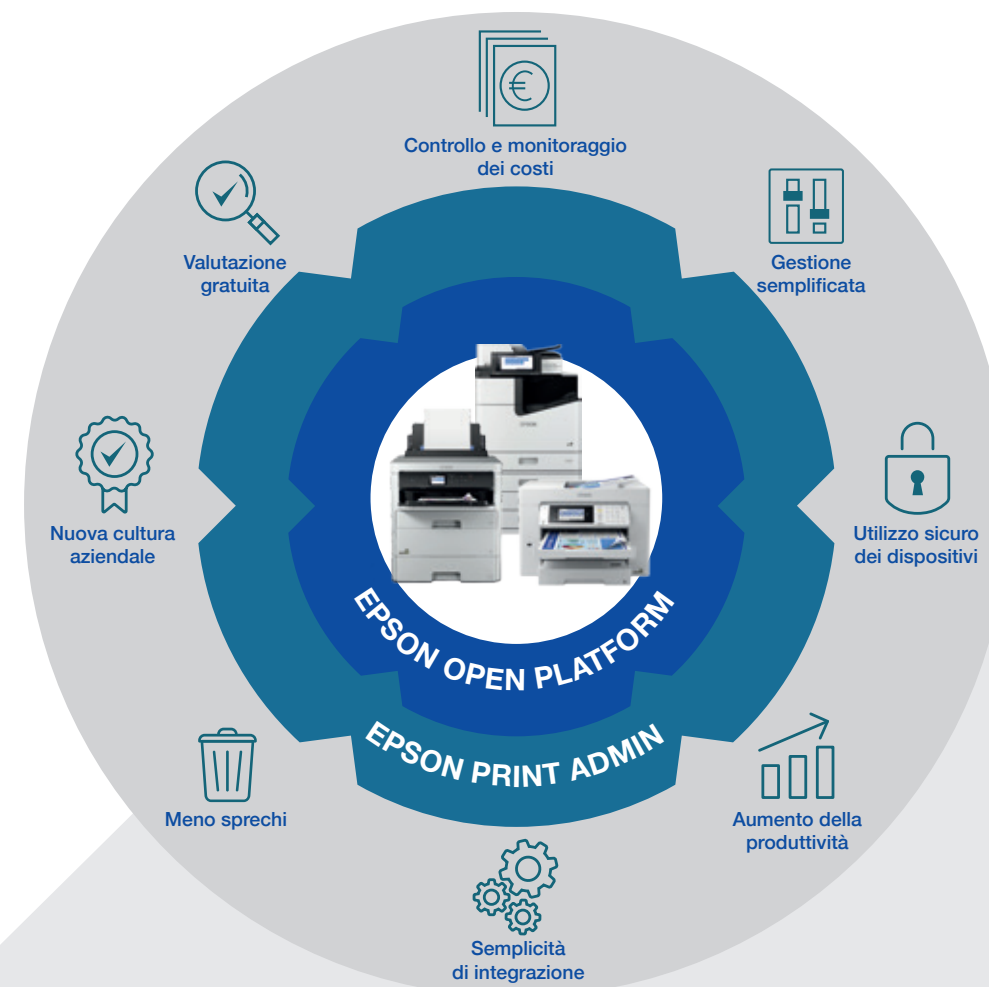 Controllo e monitoraggio
dei costi
Valutazione
gratuita
Gestione
semplificata
Nuova cultura
aziendale
Utilizzo sicuro
dei dispositivi
EPSON OPEN PLATFORM
EPSON PRINT ADMIN
Meno sprechi
Aumento della
produttività
Semplicità
di integrazione